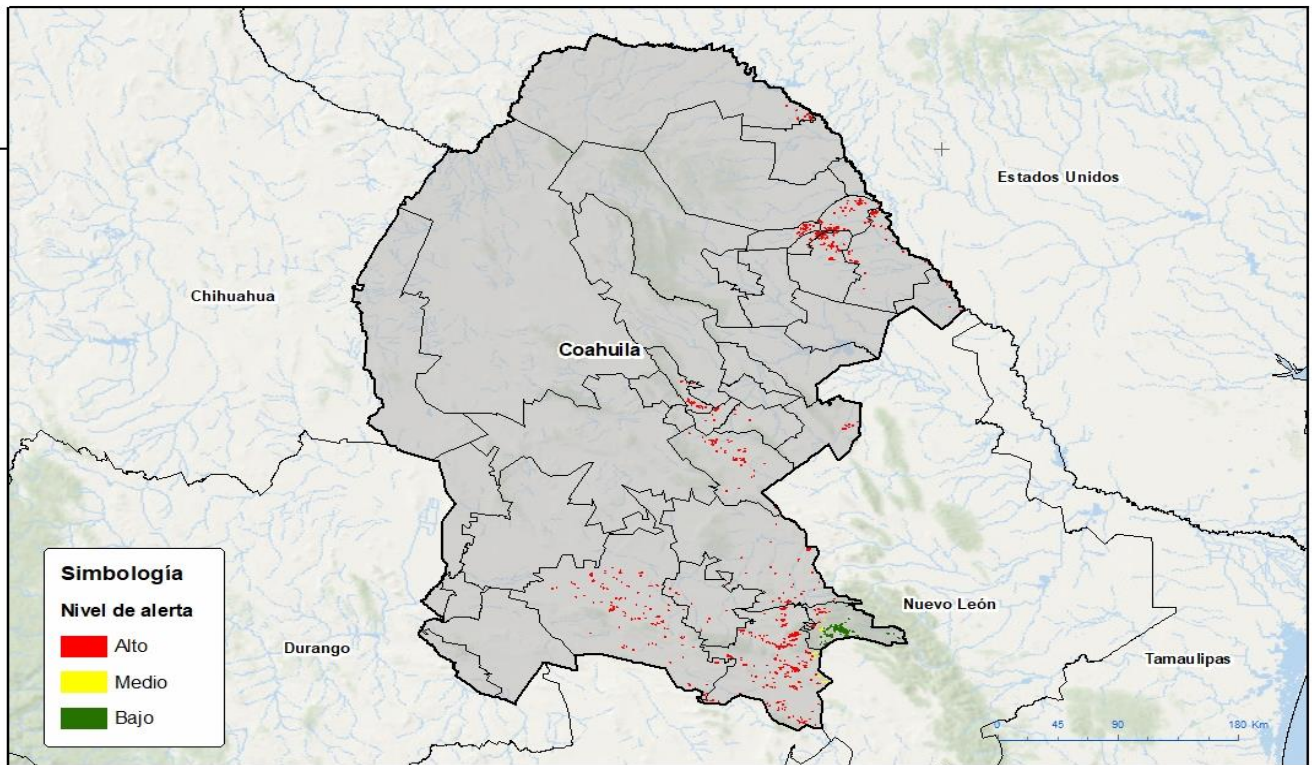 Estados Unidos
Chihuahua
Coahuila
Simbología
Nivel de alerta
Alto
Medio
Bajo
Durango
Nuevo León
Tamaulipas
0 45 90 180 Km